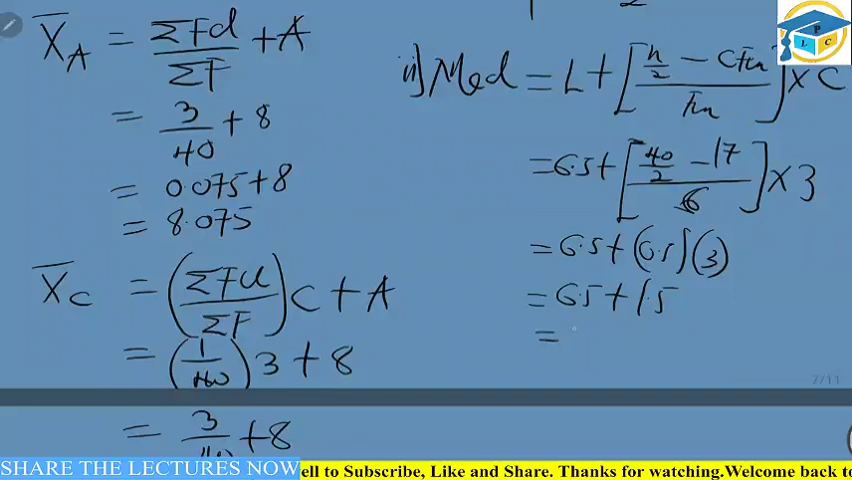 X̄_A = ΣFd/ΣF + A
= 3/40 + 8
= 0.075+8
= 8.075
X̄_C = (ΣFU/ΣF) C + A
= (1/40) 3 + 8
= 3/40 + 8
ii) Med = L + [(n/2 - CFm)/Fm] x C
= 6.5 + [(40/2 - 17)/6] x 3
= 6.5 + (0.5)(3)
= 6.5 + 1.5
=
P
L C
7/11
SHARE THE LECTURES NOW
ell to Subscribe, Like and Share. Thanks for watching.Welcome back to